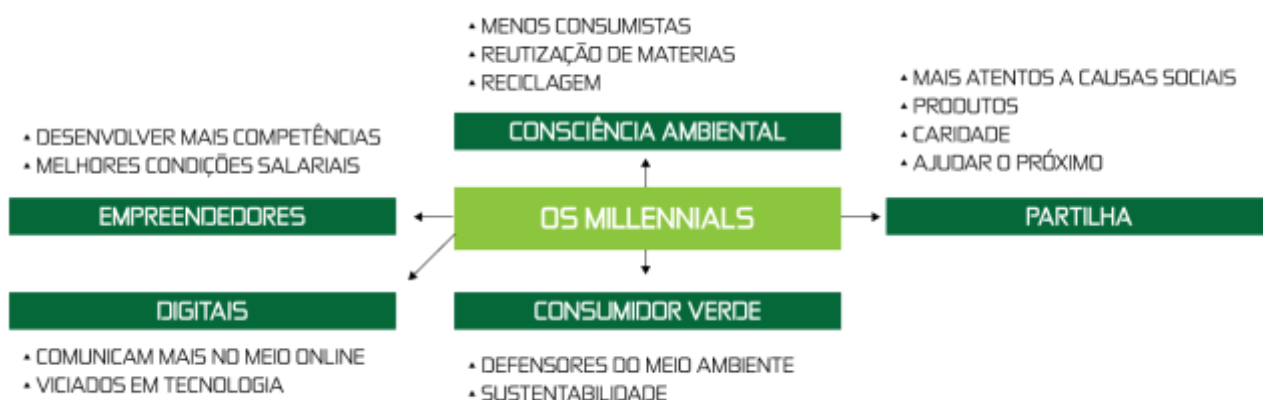 • MENOS CONSUMISTAS
• REUTIZAÇÃO DE MATERIAS
• RECICLAGEM
CONSCIÊNCIA AMBIENTAL
• MAIS ATENTOS A CAUSAS SOCIAIS
• PRODUTOS
• CARIDADE
• AJUDAR O PRÓXIMO
PARTILHA
• DESENVOLVER MAIS COMPETÊNCIAS
• MELHORES CONDIÇÕES SALARIAIS
EMPREENDEDORES
OS MILLENNIALS
DIGITAIS
• COMUNICAM MAIS NO MEIO ONLINE
• VICIADOS EM TECNOLOGIA
CONSUMIDOR VERDE
• DEFENSORES DO MEIO AMBIENTE
• SUSTENTABILIDADE